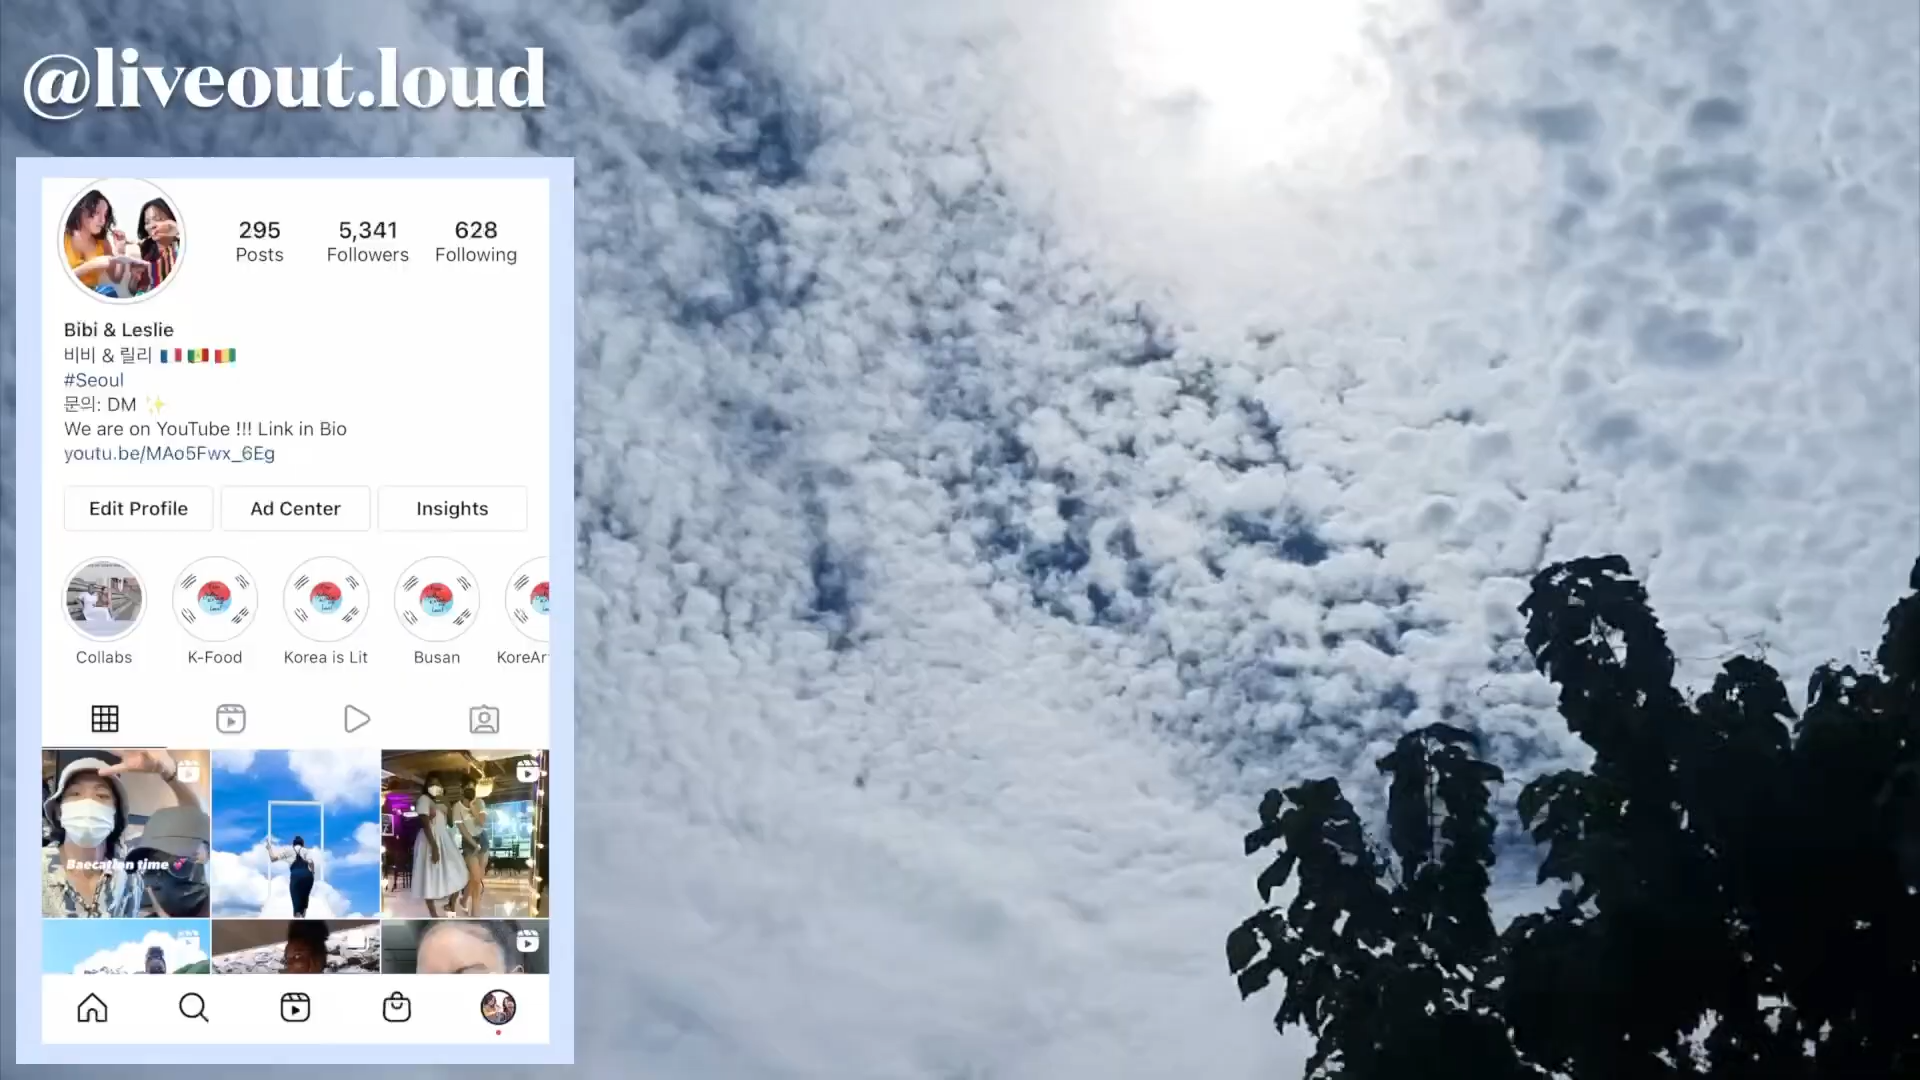 @liveout.loud
295 5,341 628
Posts Followers Following
Bibi & Leslie
비비 & 릴리
#Seoul
문의: DM
We are on YouTube !!! Link in Bio
youtu.be/MAo5Fwx_6Eg
Edit Profile Ad Center Insights
Collabs K-Food Korea is Lit Busan KoreAr
Baecation time